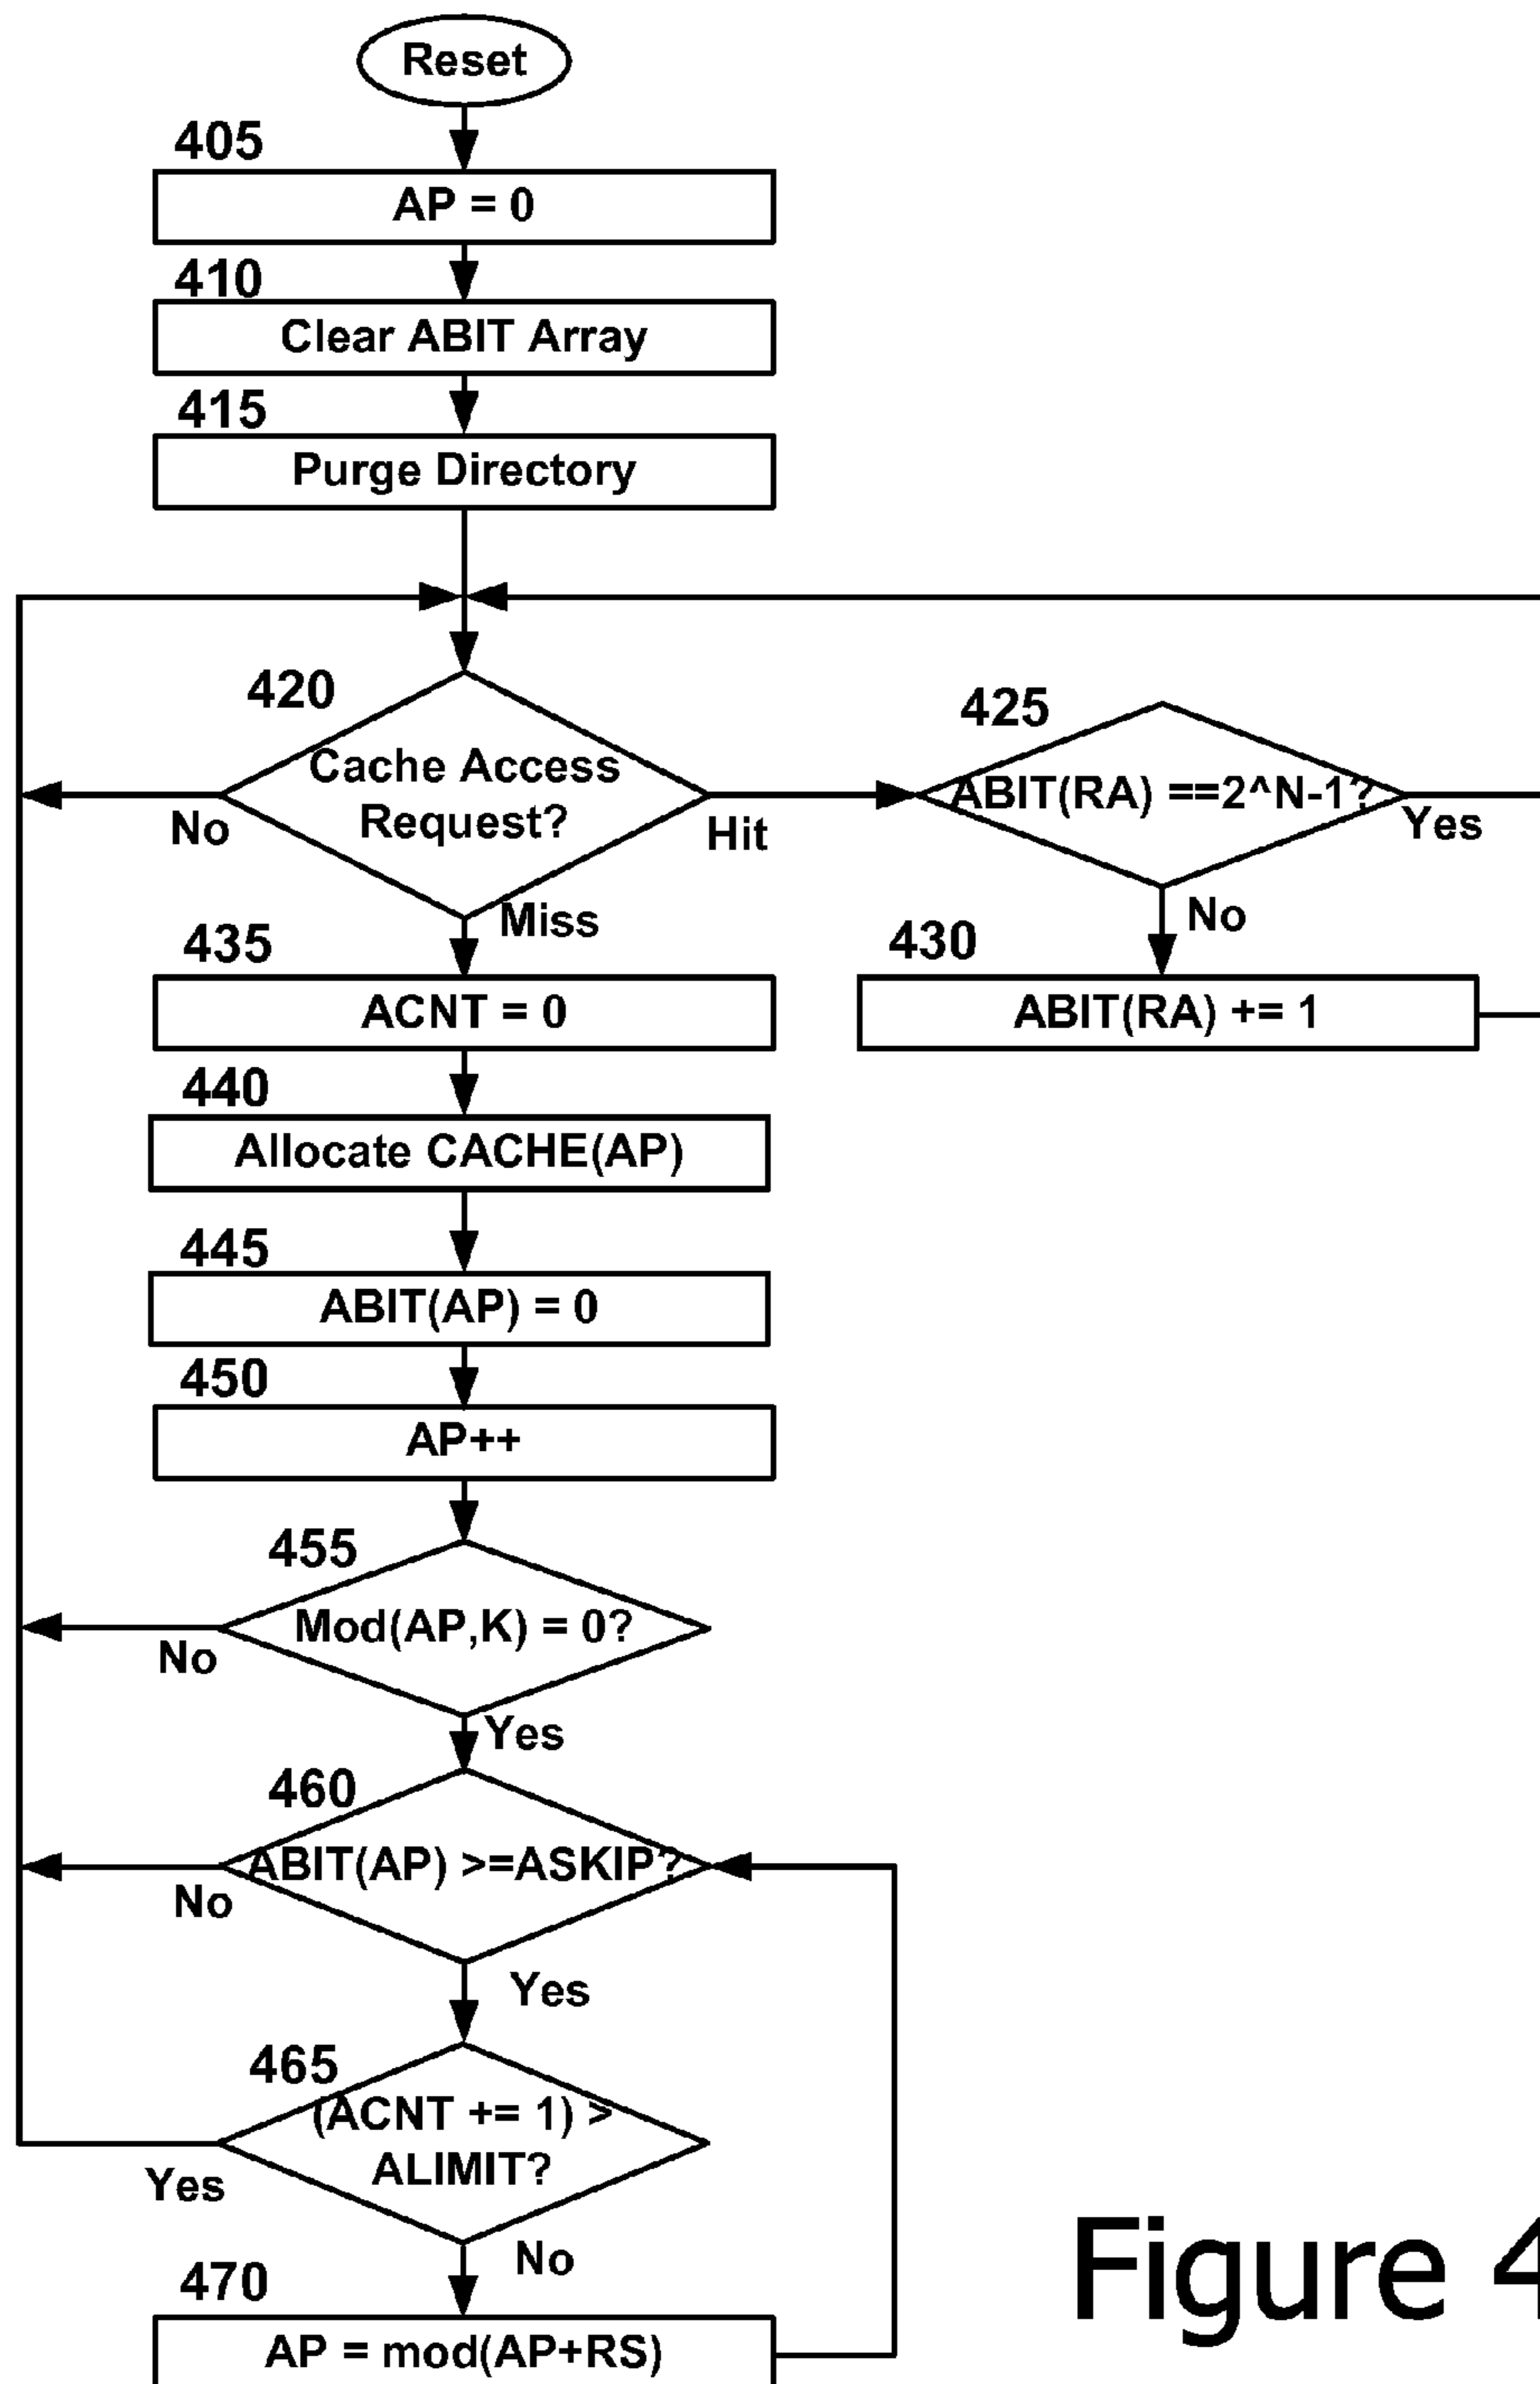 Reset
405
AP = 0
410
Clear ABIT Array
415
Purge Directory
420
Cache Access
Request?
No
Hit
Miss
425
ABIT(RA) ==2^N-1?
Yes
No
430
ABIT(RA) += 1
435
ACNT = 0
440
Allocate CACHE(AP)
445
ABIT(AP) = 0
450
AP++
455
Mod(AP,K) = 0?
No
Yes
460
ABIT(AP) >=ASKIP?
No
Yes
465
(ACNT += 1) >
ALIMIT?
Yes
No
470
AP = mod(AP+RS)
Figure 4